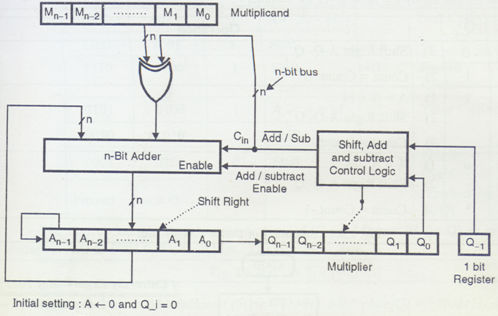 Mn-1 Mn-2 ......... M1 M0 Multiplicand
n
n-bit bus
n
n
Cin Add / Sub
n-Bit Adder
Enable
Shift, Add
and subtract
Control Logic
Add / subtract
Enable
n
Shift Right
An-1 An-2 ......... A1 A0
Qn-1 Qn-2 ......... Q1 Q0
Q-1
Multiplier
1 bit
Register
Initial setting : A ← 0 and Q_i = 0